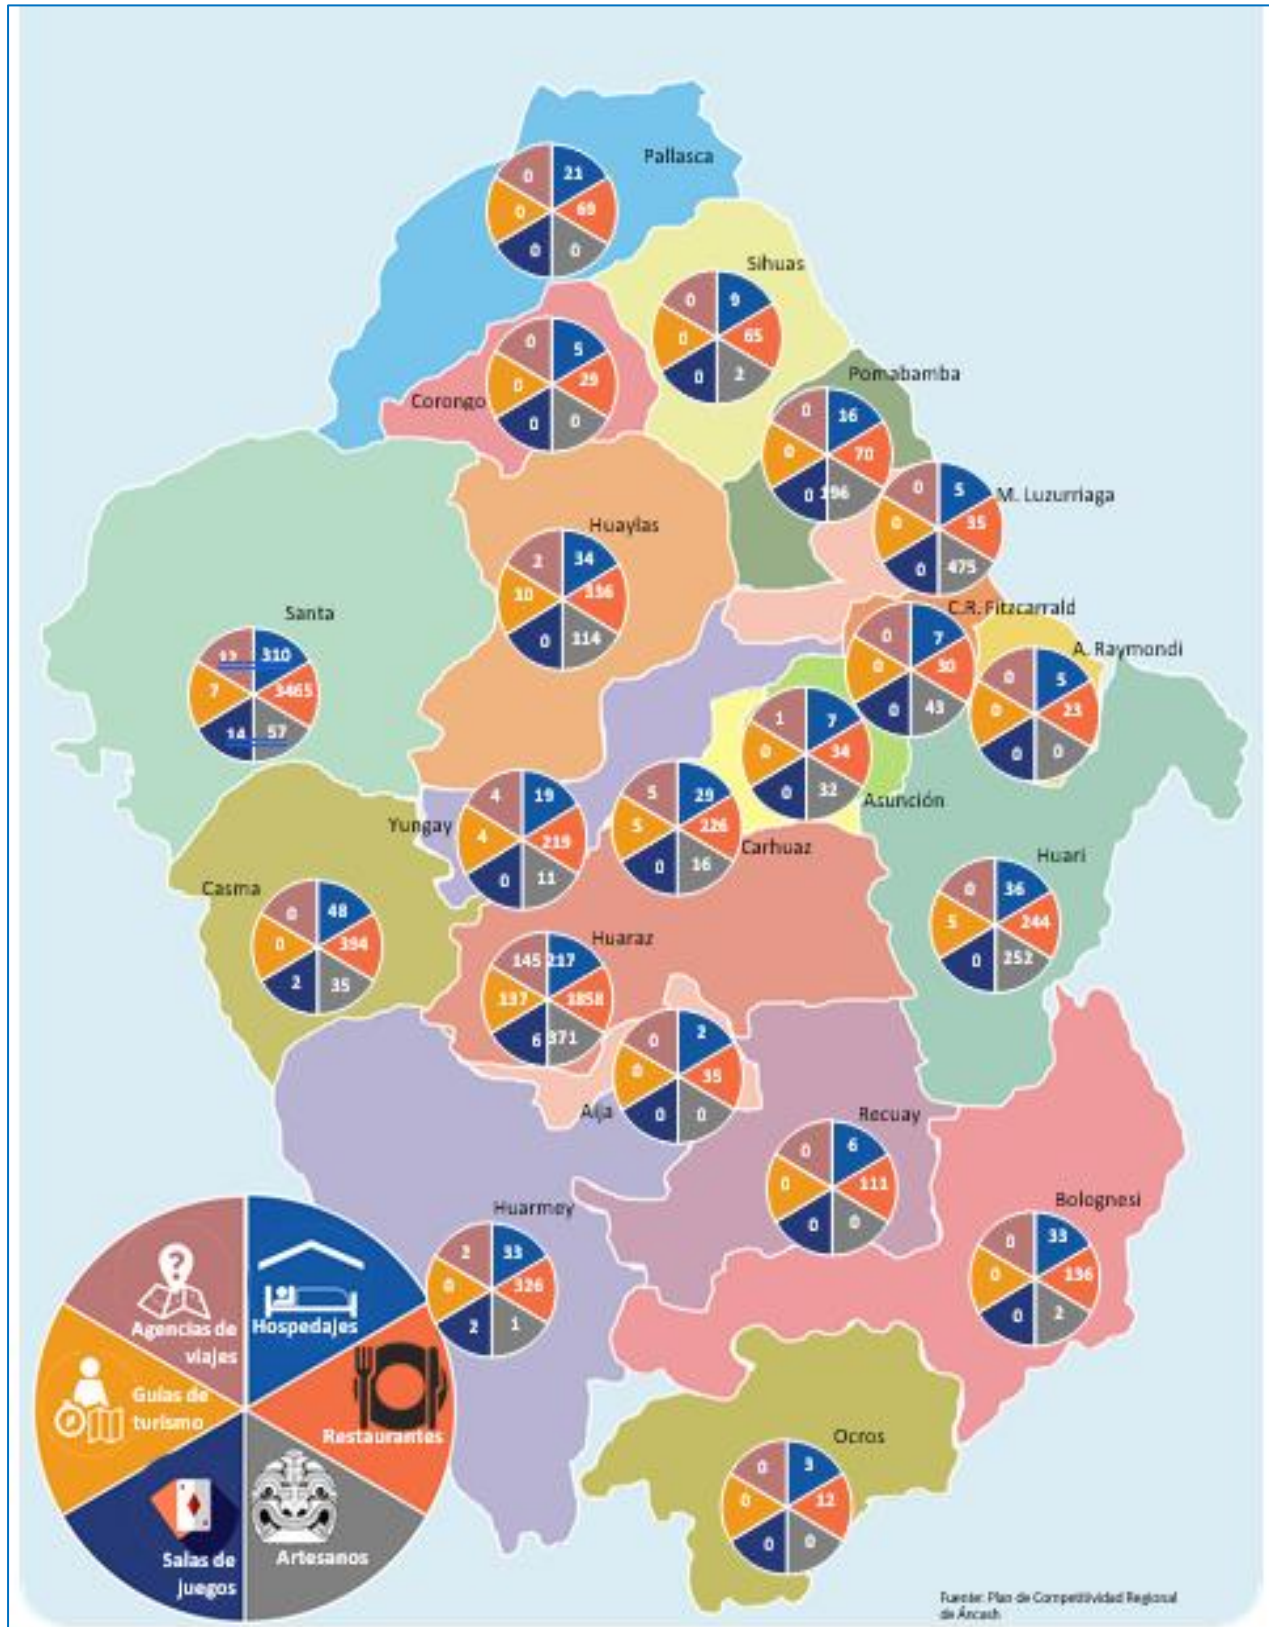 Pallasca
0 21
0 69
0 0
Sihuas
0 9
0 65
0 2
Corongo
0 5
0 29
0 0
Pomabamba
0 16
0 70
0 196
M. Luzurriaga
0 5
0 35
0 475
Huaylas
2 34
10 336
0 114
C.R. Fitzcarrald
0 7
0 30
0 43
Santa
12 310
7 3465
14 57
A. Raymondi
0 5
0 23
0 0
Asunción
1 7
0 34
0 32
Yungay
4 19
4 219
0 11
Carhuaz
5 29
5 226
0 16
Huari
0 36
5 244
0 252
Casma
0 48
0 394
2 35
Huaraz
145 217
137 1858
6 371
Aija
0 2
0 35
0 0
Recuay
0 6
0 111
0 0
Bolognesi
0 33
0 136
0 2
Huarmey
2 33
0 326
2 1
Ocros
0 3
0 12
0 0
?
Agencias de
viajes
Hospedajes
Guías de
turismo
Restaurantes
Salas de
juegos
Artesanos
Fuente: Plan de Competitividad Regional
de Áncash